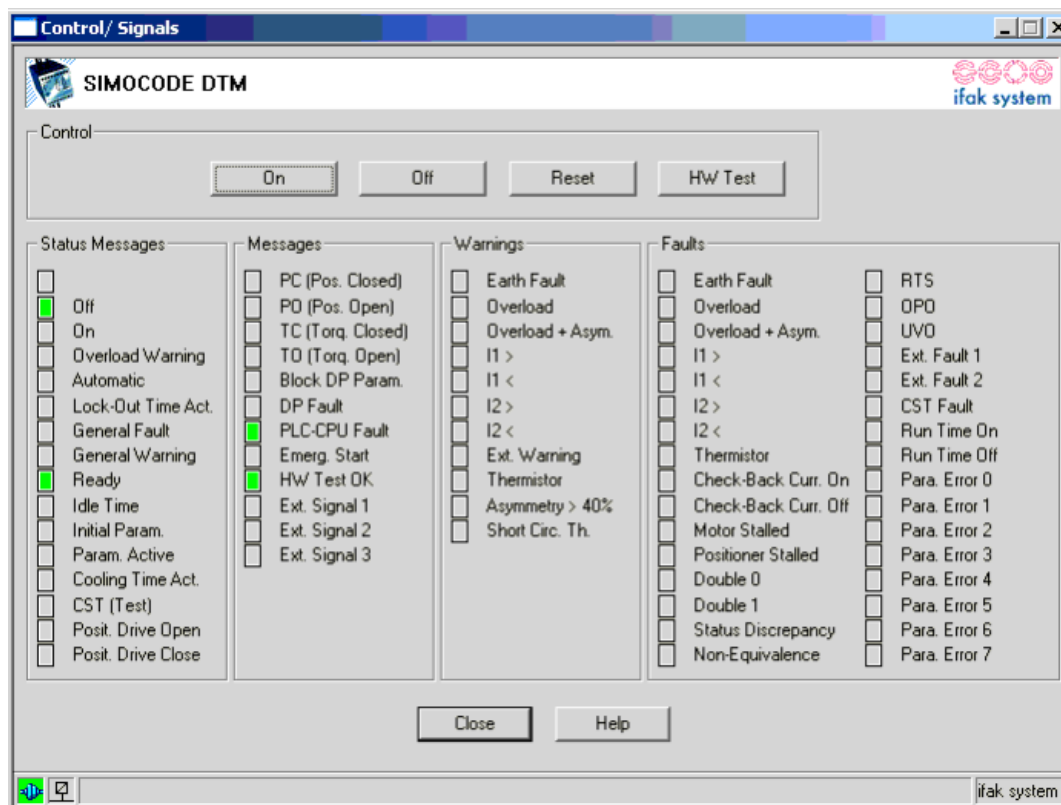 Control/ Signals
SIMOCODE DTM
ifak system
Control
On
Off
Reset
HW Test
Status Messages
Off
On
Overload Warning
Automatic
Lock-Out Time Act.
General Fault
General Warning
Ready
Idle Time
Initial Param.
Param. Active
Cooling Time Act.
CST (Test)
Posit. Drive Open
Posit. Drive Close
Messages
PC (Pos. Closed)
PO (Pos. Open)
TC (Torq. Closed)
TO (Torq. Open)
Block DP Param.
DP Fault
PLC-CPU Fault
Emerg. Start
HW Test OK
Ext. Signal 1
Ext. Signal 2
Ext. Signal 3
Warnings
Earth Fault
Overload
Overload + Asym.
I1 >
I1 <
I2 >
I2 <
Ext. Warning
Thermistor
Asymmetry > 40%
Short Circ. Th.
Faults
Earth Fault
Overload
Overload + Asym.
I1 >
I1 <
I2 >
I2 <
Thermistor
Check-Back Curr. On
Check-Back Curr. Off
Motor Stalled
Positioner Stalled
Double 0
Double 1
Status Discrepancy
Non-Equivalence
RTS
OPO
UVO
Ext. Fault 1
Ext. Fault 2
CST Fault
Run Time On
Run Time Off
Para. Error 0
Para. Error 1
Para. Error 2
Para. Error 3
Para. Error 4
Para. Error 5
Para. Error 6
Para. Error 7
Close
Help
ifak system